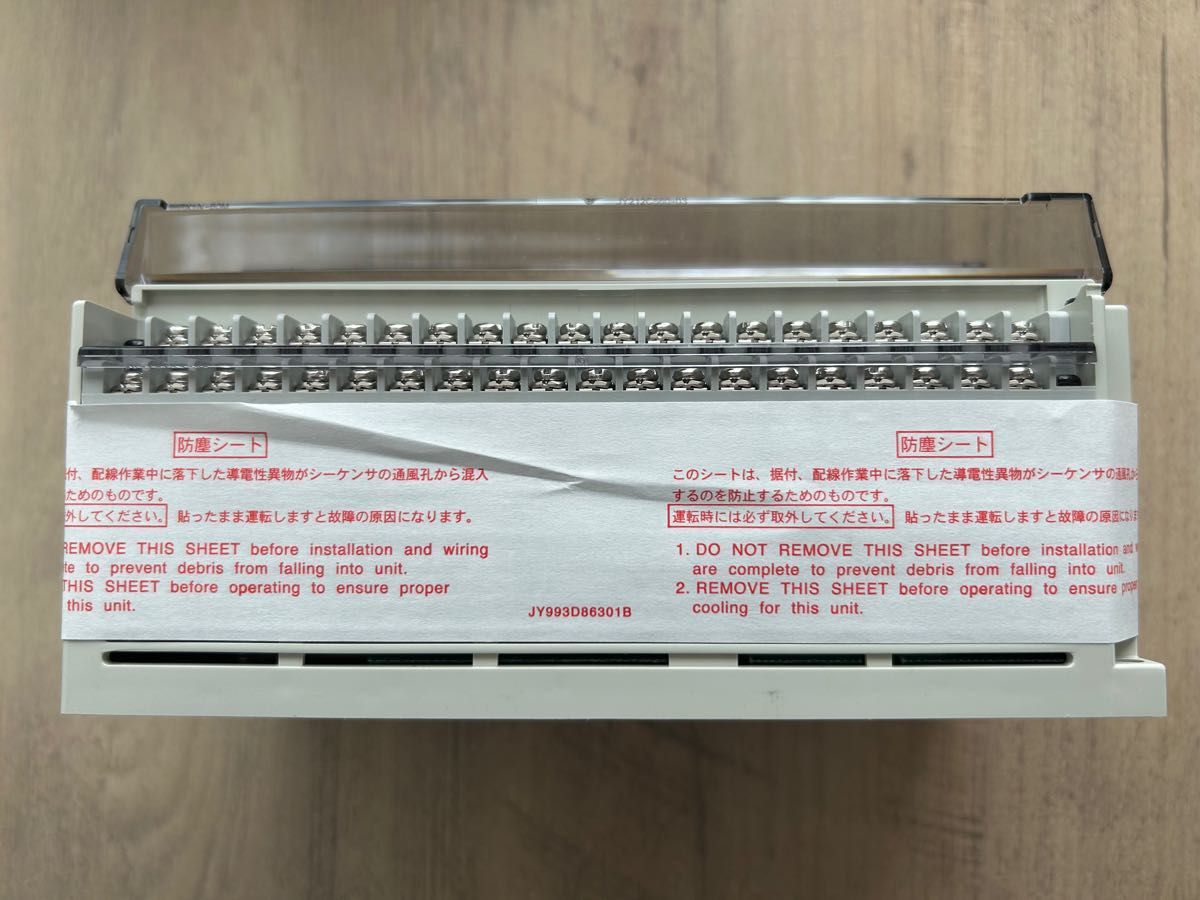 防塵シート
付、配線作業中に落下した導電性異物がシーケンサの通風孔から混入
ためのものです。
外してください。 貼ったまま運転しますと故障の原因になります。
REMOVE THIS SHEET before installation and wiring
te to prevent debris from falling into unit.
THIS SHEET before operating to ensure proper
this unit.
JY993D86301B
防塵シート
このシートは、据付、配線作業中に落下した導電性異物がシーケンサの通風孔か
するのを防止するためのものです。
運転時には必ず取外してください。 貼ったまま運転しますと故障の原因になりま
1. DO NOT REMOVE THIS SHEET before installation and w
are complete to prevent debris from falling into unit.
2. REMOVE THIS SHEET before operating to ensure proper
cooling for this unit.